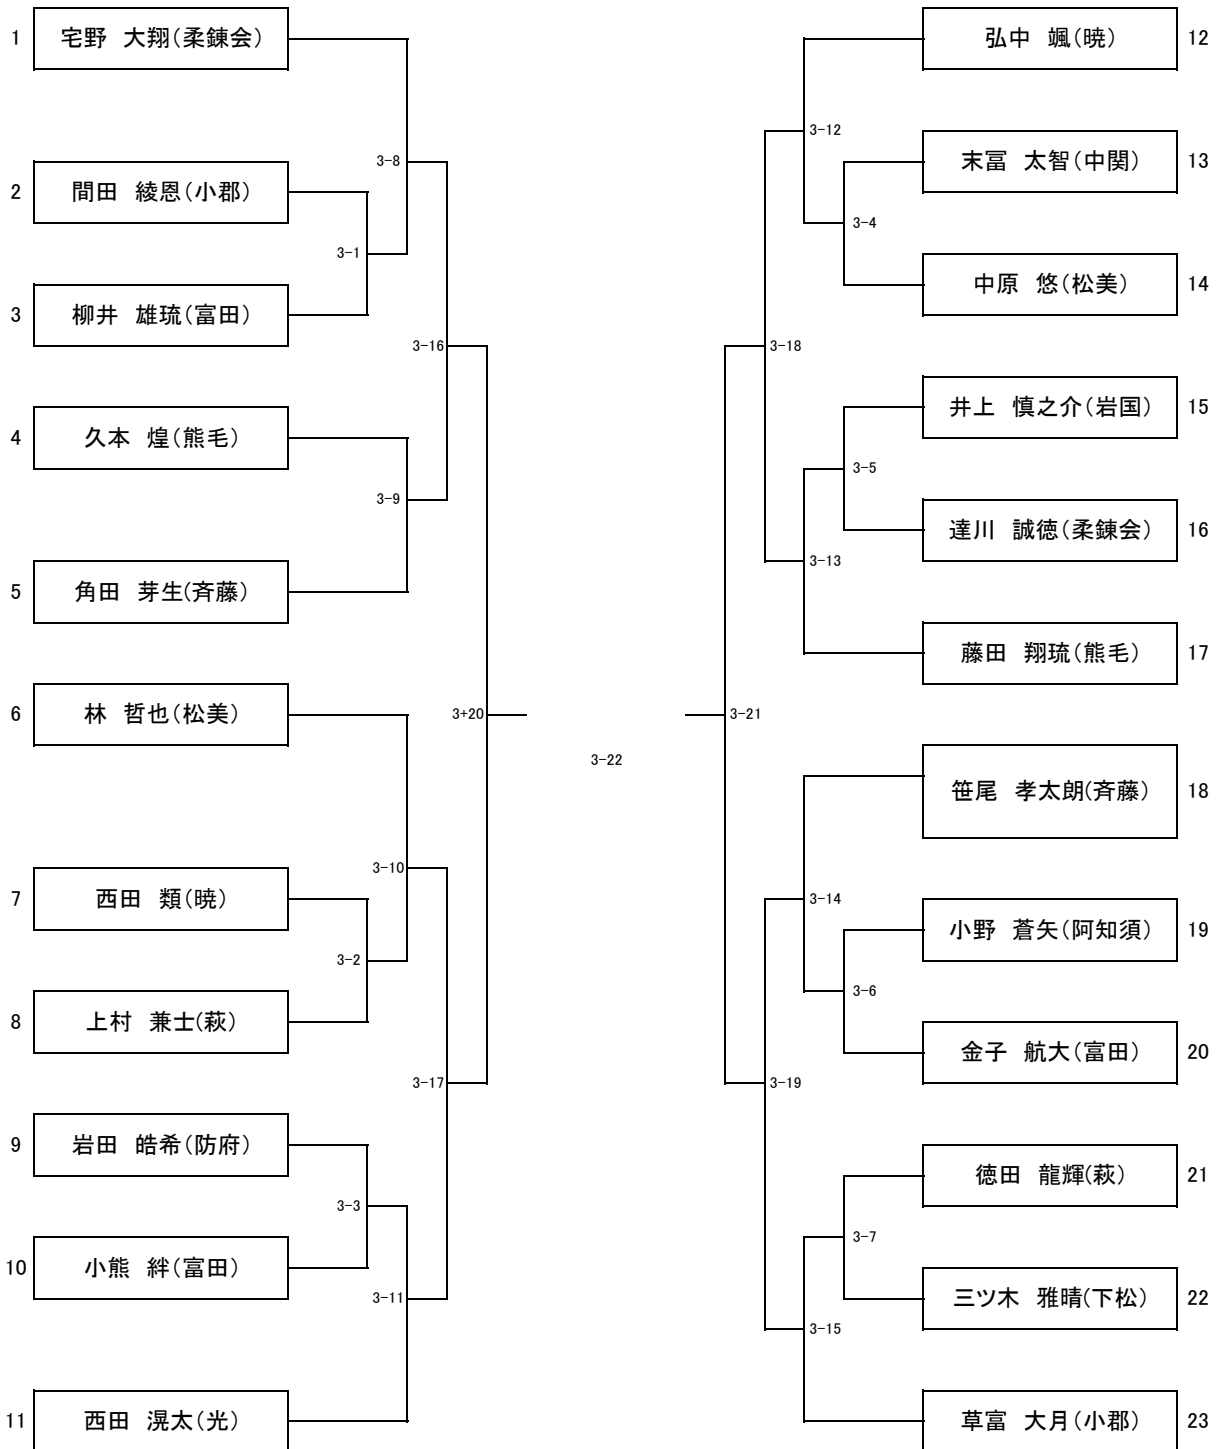 1 宅野 大翔(柔錬会)
3-8
2 間田 綾恩(小郡)
3-1
3 柳井 雄琉(富田)
3-16
4 久本 煌(熊毛)
3-9
5 角田 芽生(斉藤)
6 林 哲也(松美)
3+20
3-10
7 西田 類(暁)
3-2
8 上村 兼士(萩)
3-17
9 岩田 皓希(防府)
3-3
10 小熊 絆(富田)
3-11
11 西田 滉太(光)
3-22
弘中 颯(暁) 12
3-12
末冨 太智(中関) 13
3-4
中原 悠(松美) 14
3-18
井上 慎之介(岩国) 15
3-5
達川 誠徳(柔錬会) 16
3-13
藤田 翔琉(熊毛) 17
3-21
笹尾 孝太朗(斉藤) 18
3-14
小野 蒼矢(阿知須) 19
3-6
金子 航大(富田) 20
3-19
徳田 龍輝(萩) 21
3-7
三ツ木 雅晴(下松) 22
3-15
草富 大月(小郡) 23